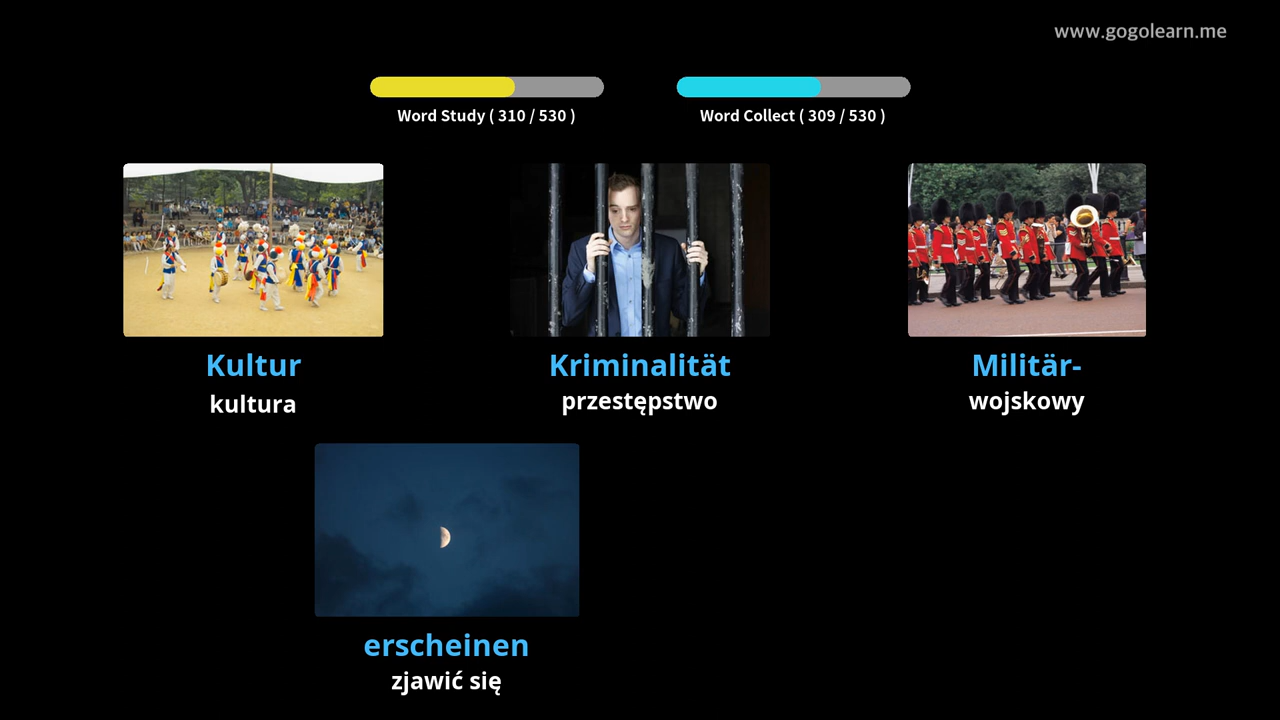 www.gogolearn.me
Word Study ( 310 / 530 )
Word Collect ( 309 / 530 )
Kultur
kultura
Kriminalität
przestępstwo
Militär-
wojskowy
erscheinen
zjawić się